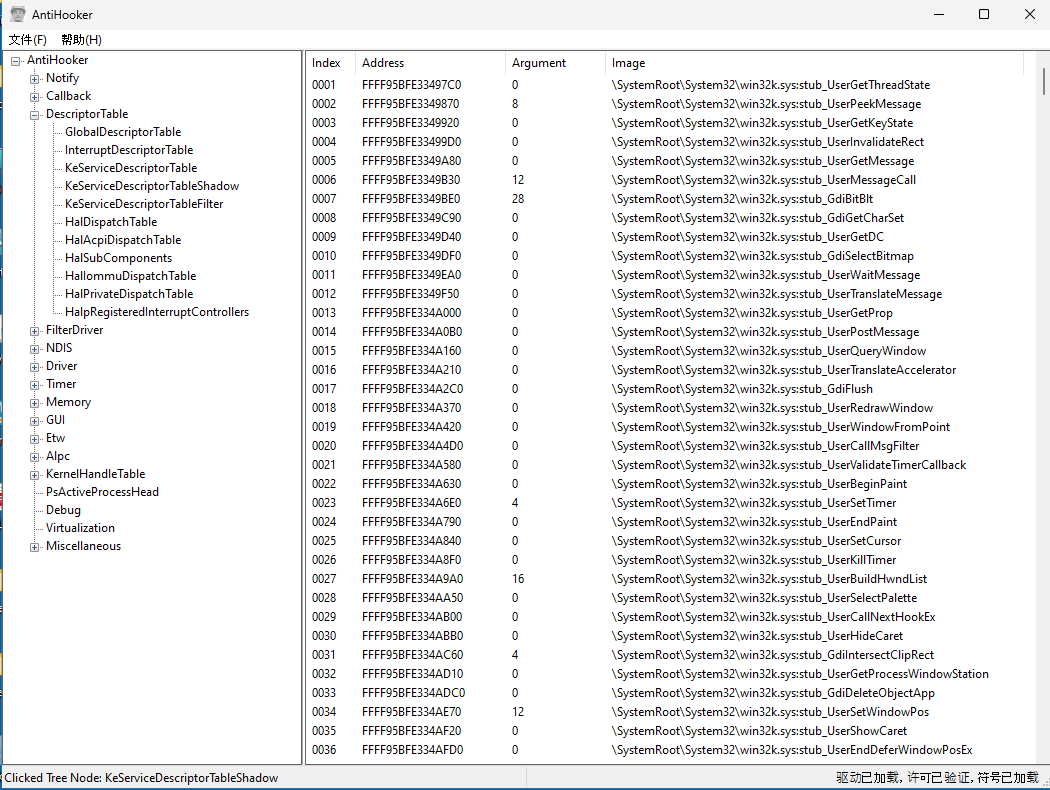 AntiHooker
文件(F) 帮助(H)
AntiHooker
Notify
Callback
DescriptorTable
GlobalDescriptorTable
InterruptDescriptorTable
KeServiceDescriptorTable
KeServiceDescriptorTableShadow
KeServiceDescriptorTableFilter
HalDispatchTable
HalAcpiDispatchTable
HalSubComponents
HalIommuDispatchTable
HalPrivateDispatchTable
HalpRegisteredInterruptControllers
FilterDriver
NDIS
Driver
Timer
Memory
GUI
Etw
Alpc
KernelHandleTable
PsActiveProcessHead
Debug
Virtualization
Miscellaneous
Index Address Argument Image
0001 FFFF95BFE33497C0 0 \SystemRoot\System32\win32k.sys:stub_UserGetThreadState
0002 FFFF95BFE3349870 8 \SystemRoot\System32\win32k.sys:stub_UserPeekMessage
0003 FFFF95BFE3349920 0 \SystemRoot\System32\win32k.sys:stub_UserGetKeyState
0004 FFFF95BFE33499D0 0 \SystemRoot\System32\win32k.sys:stub_UserInvalidateRect
0005 FFFF95BFE3349A80 0 \SystemRoot\System32\win32k.sys:stub_UserGetMessage
0006 FFFF95BFE3349B30 12 \SystemRoot\System32\win32k.sys:stub_UserMessageCall
0007 FFFF95BFE3349BE0 28 \SystemRoot\System32\win32k.sys:stub_GdiBitBlt
0008 FFFF95BFE3349C90 0 \SystemRoot\System32\win32k.sys:stub_GdiGetCharSet
0009 FFFF95BFE3349D40 0 \SystemRoot\System32\win32k.sys:stub_UserGetDC
0010 FFFF95BFE3349DF0 0 \SystemRoot\System32\win32k.sys:stub_GdiSelectBitmap
0011 FFFF95BFE3349EA0 0 \SystemRoot\System32\win32k.sys:stub_UserWaitMessage
0012 FFFF95BFE3349F50 0 \SystemRoot\System32\win32k.sys:stub_UserTranslateMessage
0013 FFFF95BFE334A000 0 \SystemRoot\System32\win32k.sys:stub_UserGetProp
0014 FFFF95BFE334A0B0 0 \SystemRoot\System32\win32k.sys:stub_UserPostMessage
0015 FFFF95BFE334A160 0 \SystemRoot\System32\win32k.sys:stub_UserQueryWindow
0016 FFFF95BFE334A210 0 \SystemRoot\System32\win32k.sys:stub_UserTranslateAccelerator
0017 FFFF95BFE334A2C0 0 \SystemRoot\System32\win32k.sys:stub_GdiFlush
0018 FFFF95BFE334A370 0 \SystemRoot\System32\win32k.sys:stub_UserRedrawWindow
0019 FFFF95BFE334A420 0 \SystemRoot\System32\win32k.sys:stub_UserWindowFromPoint
0020 FFFF95BFE334A4D0 0 \SystemRoot\System32\win32k.sys:stub_UserCallMsgFilter
0021 FFFF95BFE334A580 0 \SystemRoot\System32\win32k.sys:stub_UserValidateTimerCallback
0022 FFFF95BFE334A630 0 \SystemRoot\System32\win32k.sys:stub_UserBeginPaint
0023 FFFF95BFE334A6E0 4 \SystemRoot\System32\win32k.sys:stub_UserSetTimer
0024 FFFF95BFE334A790 0 \SystemRoot\System32\win32k.sys:stub_UserEndPaint
0025 FFFF95BFE334A840 0 \SystemRoot\System32\win32k.sys:stub_UserSetCursor
0026 FFFF95BFE334A8F0 0 \SystemRoot\System32\win32k.sys:stub_UserKillTimer
0027 FFFF95BFE334A9A0 16 \SystemRoot\System32\win32k.sys:stub_UserBuildHwndList
0028 FFFF95BFE334AA50 0 \SystemRoot\System32\win32k.sys:stub_UserSelectPalette
0029 FFFF95BFE334AB00 0 \SystemRoot\System32\win32k.sys:stub_UserCallNextHookEx
0030 FFFF95BFE334ABB0 0 \SystemRoot\System32\win32k.sys:stub_UserHideCaret
0031 FFFF95BFE334AC60 4 \SystemRoot\System32\win32k.sys:stub_GdiIntersectClipRect
0032 FFFF95BFE334AD10 0 \SystemRoot\System32\win32k.sys:stub_UserGetProcessWindowStation
0033 FFFF95BFE334ADC0 0 \SystemRoot\System32\win32k.sys:stub_GdiDeleteObjectApp
0034 FFFF95BFE334AE70 12 \SystemRoot\System32\win32k.sys:stub_UserSetWindowPos
0035 FFFF95BFE334AF20 0 \SystemRoot\System32\win32k.sys:stub_UserShowCaret
0036 FFFF95BFE334AFD0 0 \SystemRoot\System32\win32k.sys:stub_UserEndDeferWindowPosEx
Clicked Tree Node: KeServiceDescriptorTableShadow
驱动已加载, 许可已验证, 符号已加载